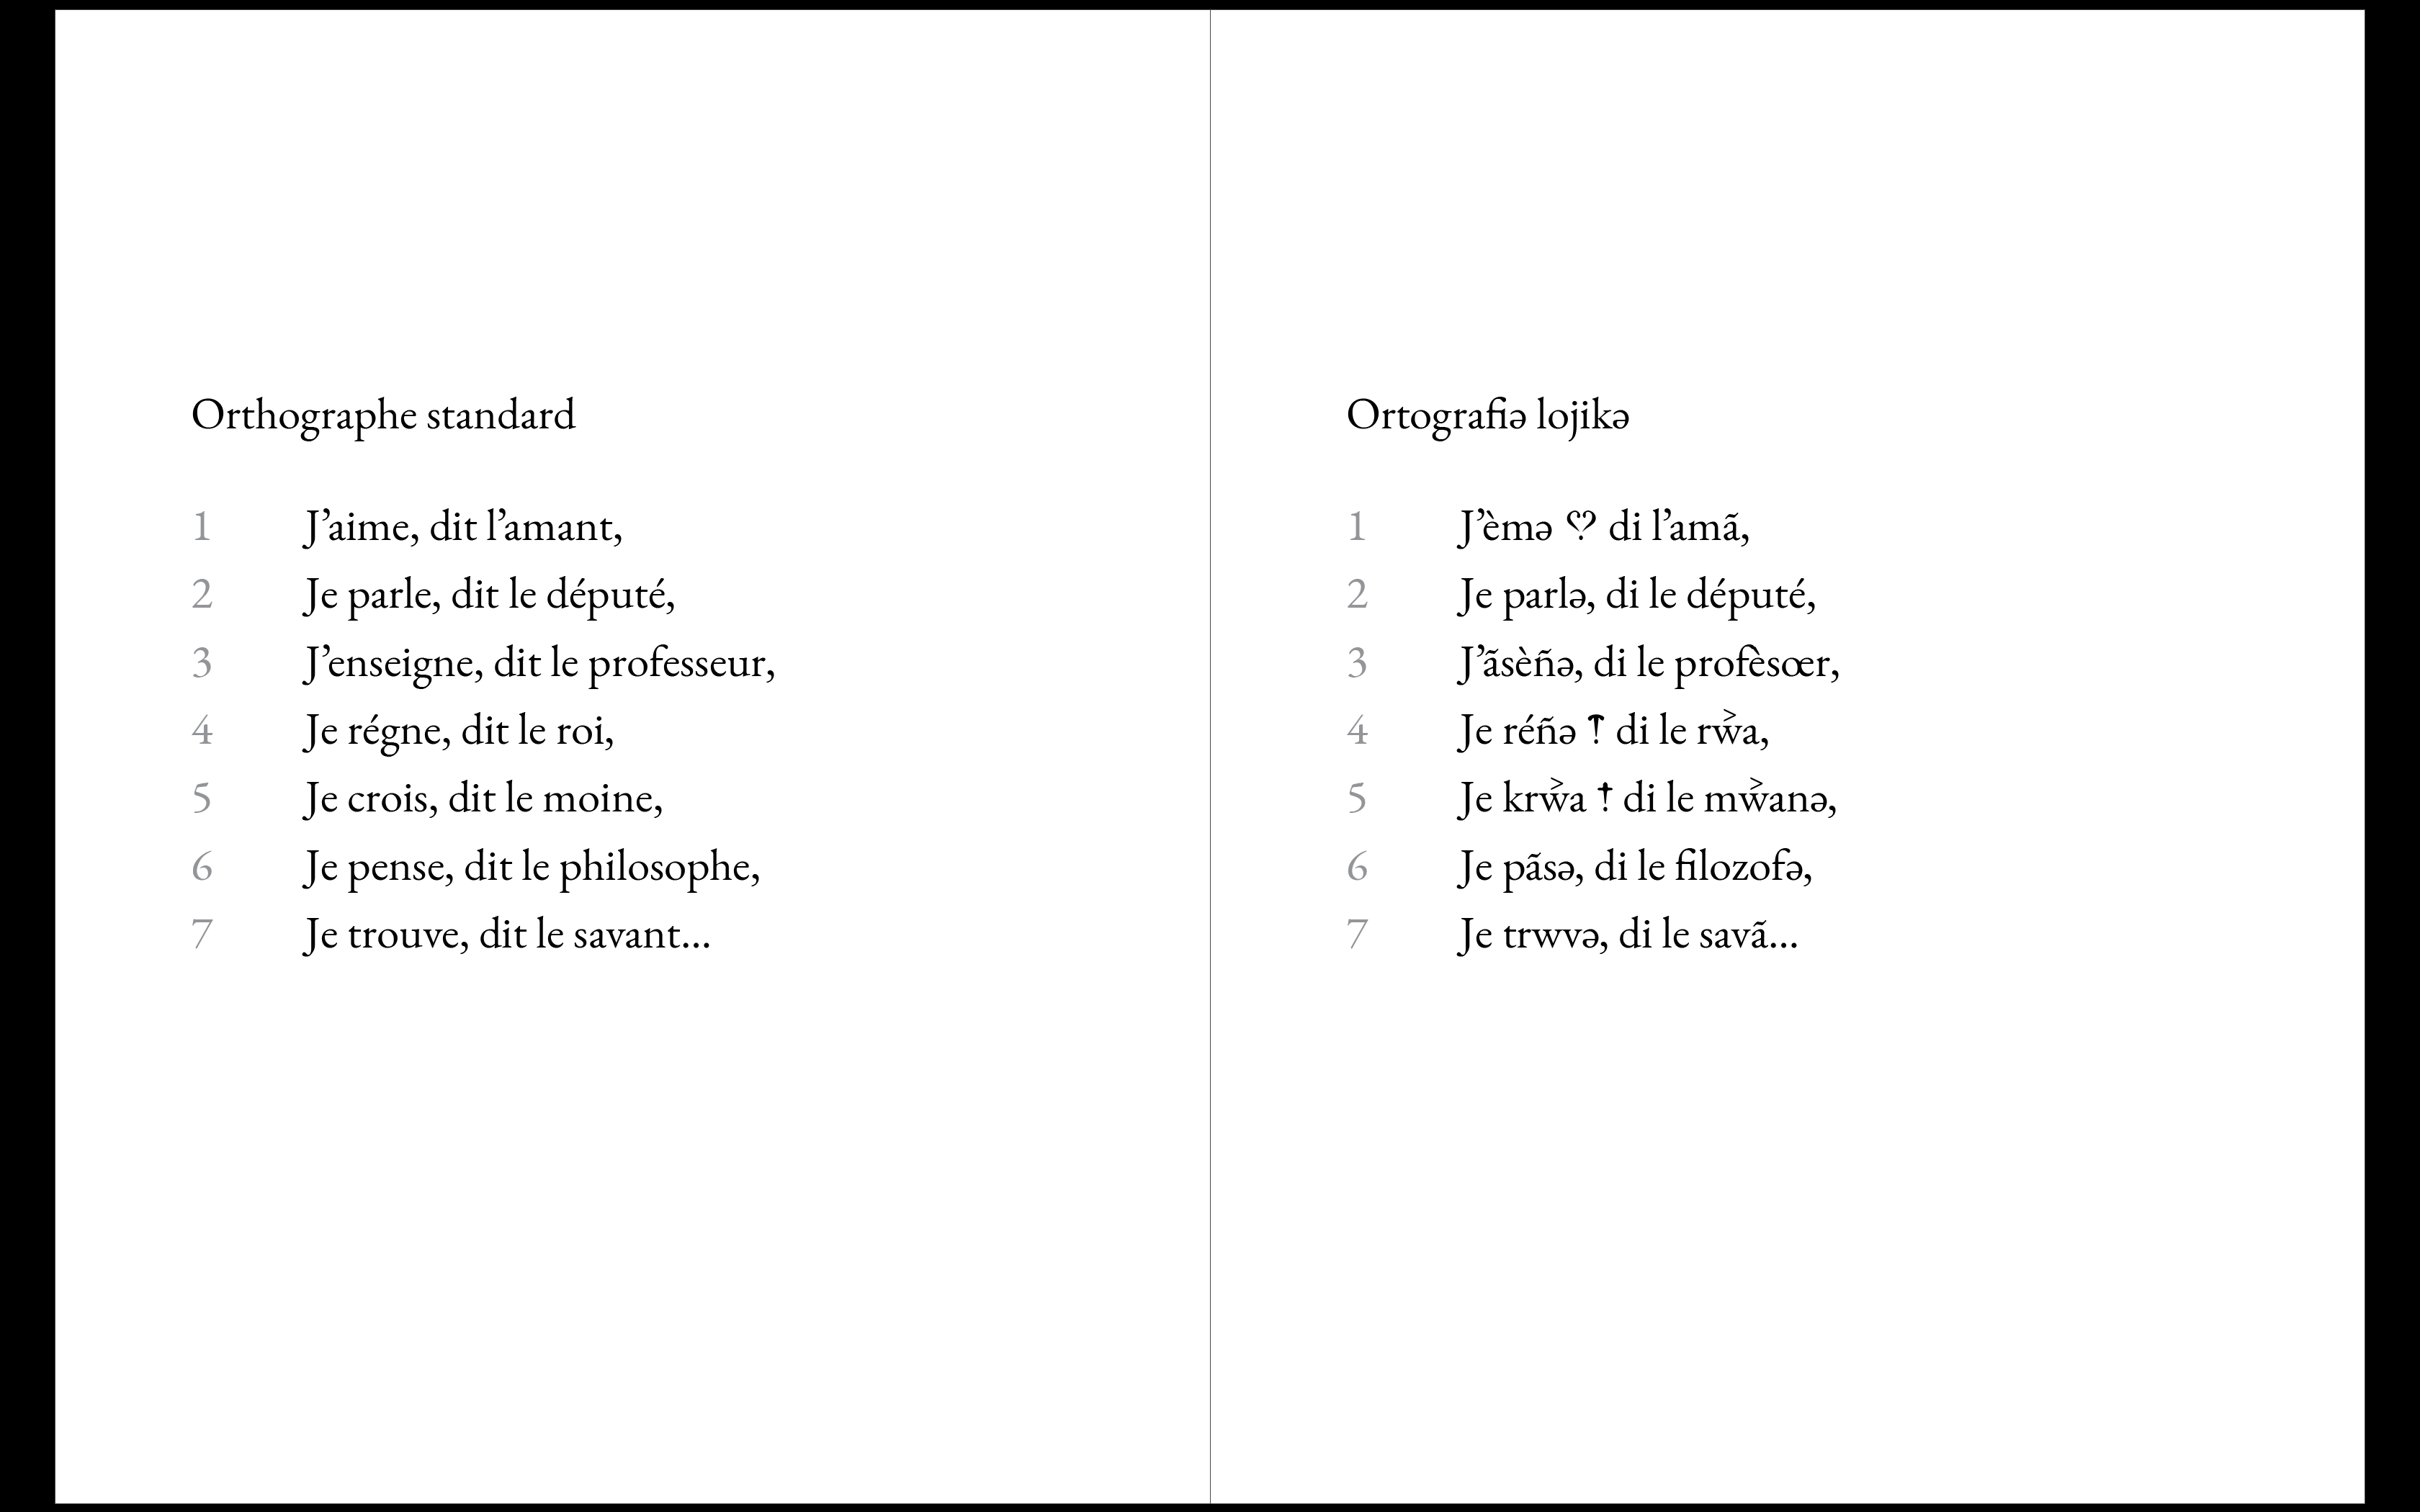 Orthographe standard
1 J’aime, dit l’amant,
2 Je parle, dit le député,
3 J’enseigne, dit le professeur,
4 Je régne, dit le roi,
5 Je crois, dit le moine,
6 Je pense, dit le philosophe,
7 Je trouve, dit le savant...
Ortografiə lojikə
1 J’èmə di l’amã,
2 Je parlə, di le député,
3 J’ãsèñə, di le profèsœr,
4 Je réñə di le rw͐a,
5 Je krw͐a di le mw͐anə,
6 Je pãsə, di le filozofə,
7 Je trwvə, di le savã...